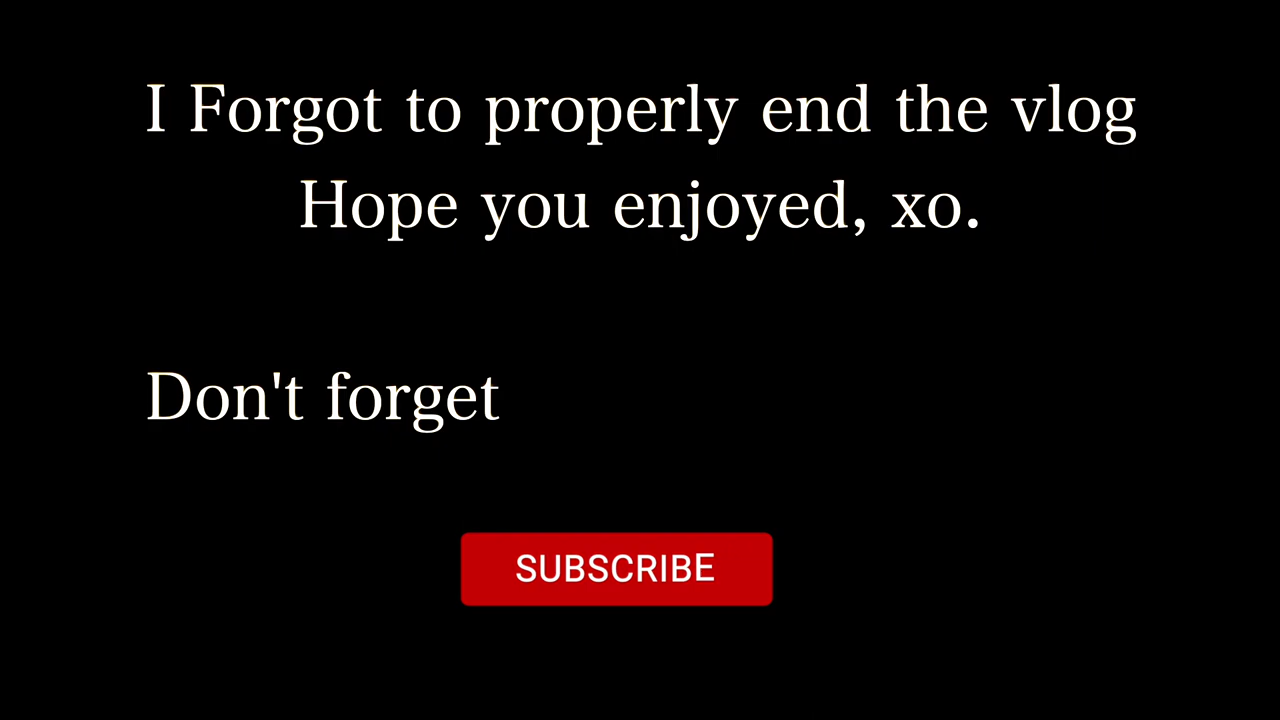 I Forgot to properly end the vlog
Hope you enjoyed, xo.
Don't forget
SUBSCRIBE